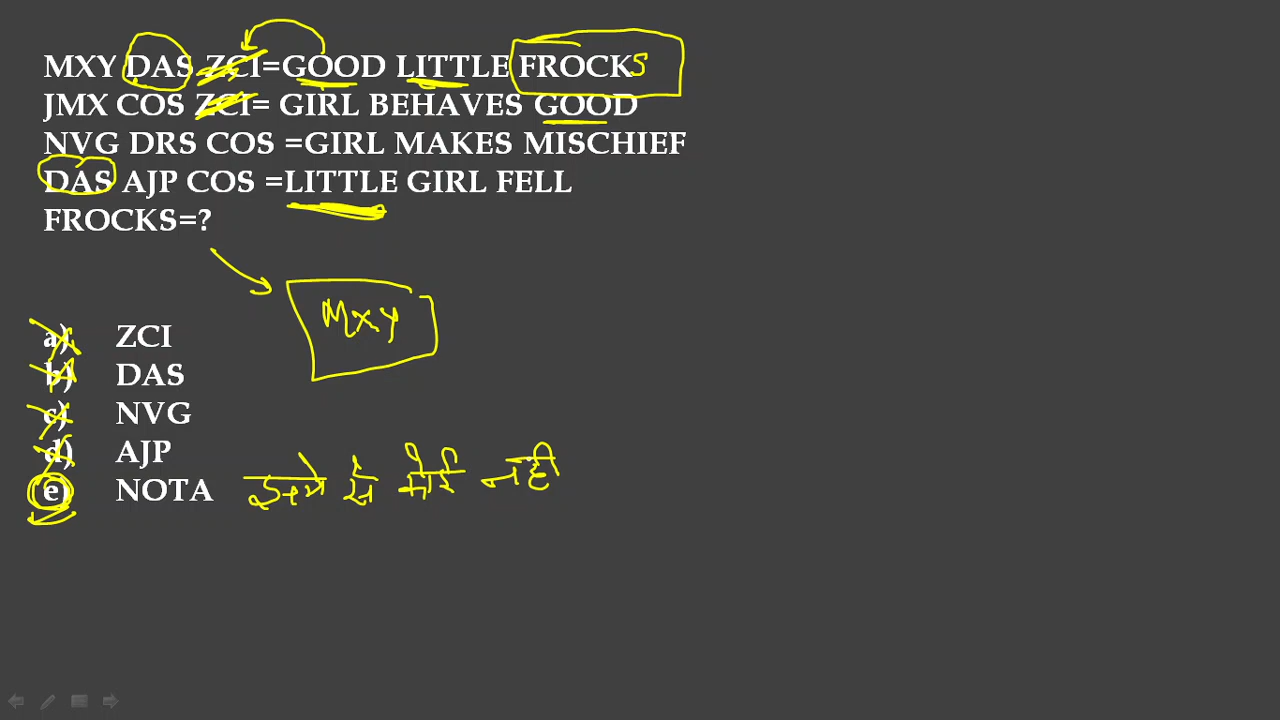 MXY DAS ZCI=GOOD LITTLE FROCKS
JMX COS ZCI= GIRL BEHAVES GOOD
NVG DRS COS =GIRL MAKES MISCHIEF
DAS AJP COS =LITTLE GIRL FELL
FROCKS=?
MXY
a) ZCI
b) DAS
c) NVG
d) AJP
e) NOTA इनमे से कोई नही